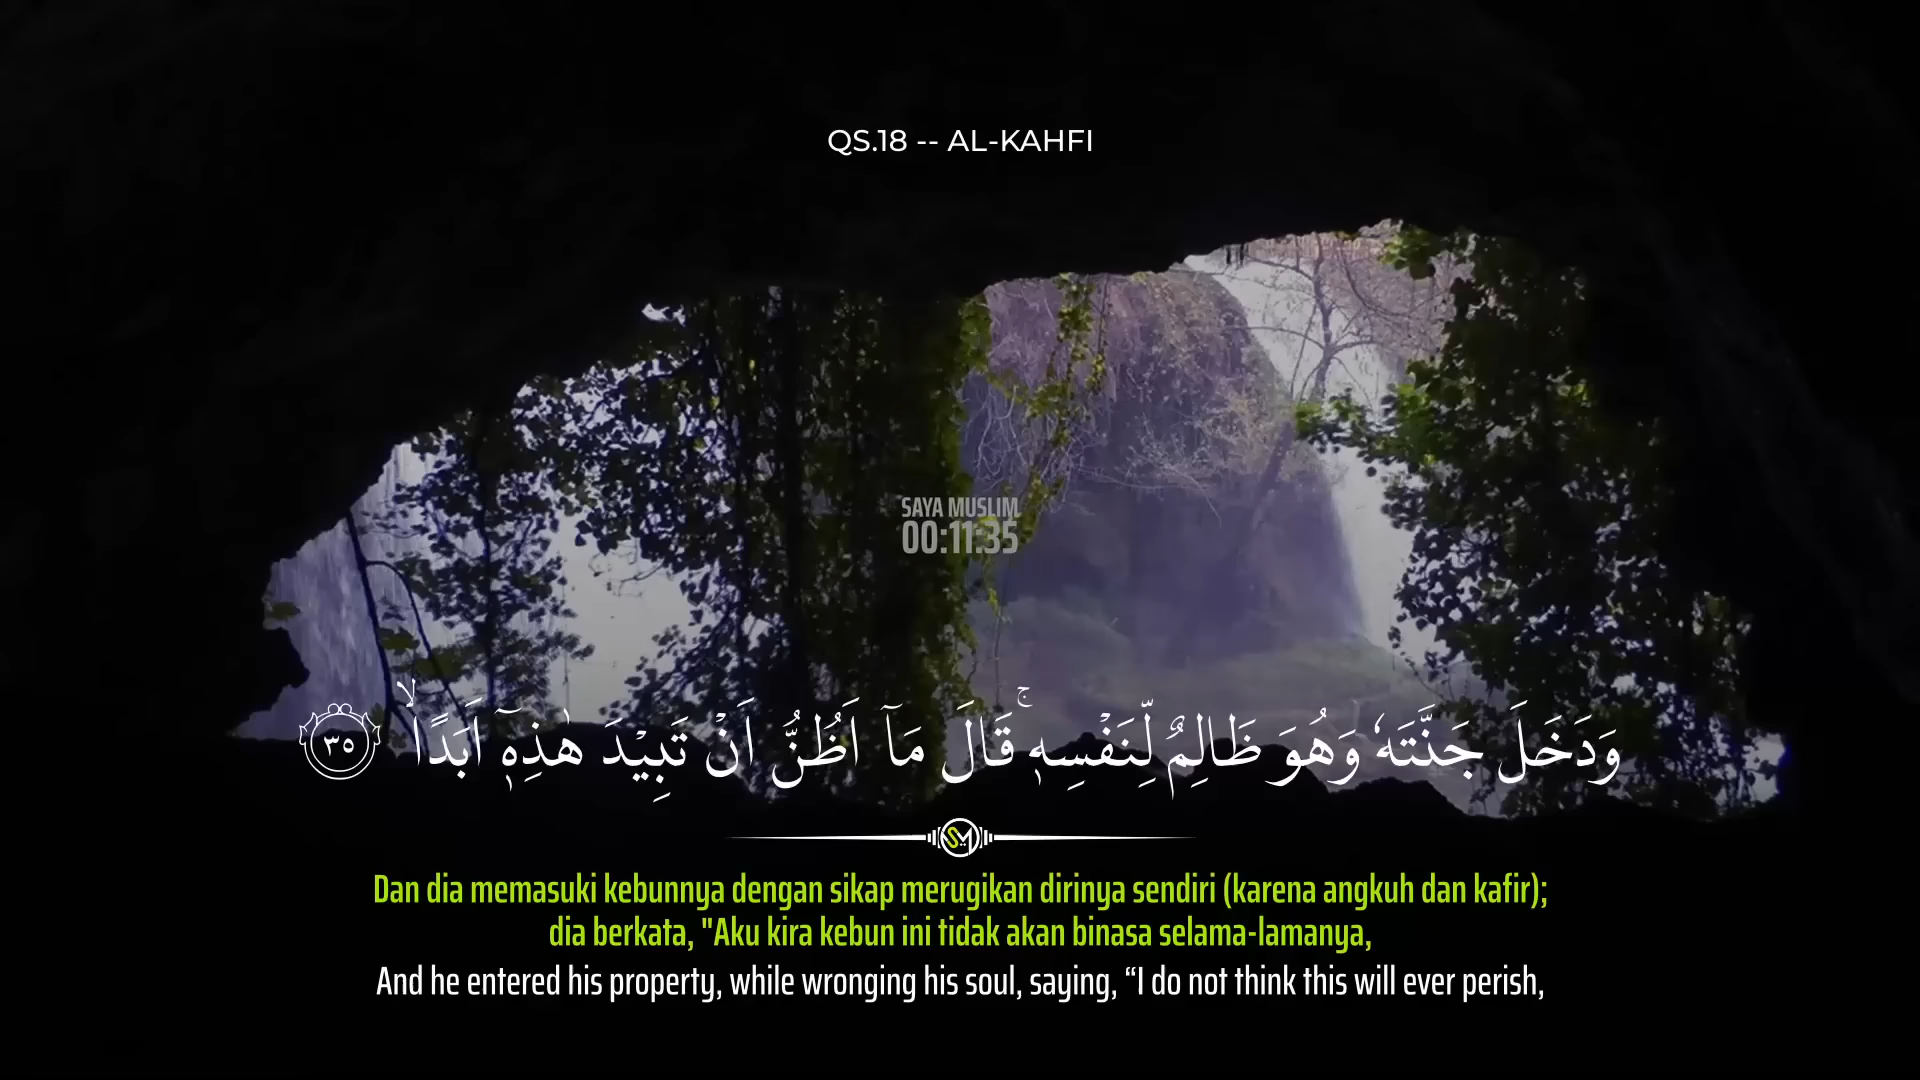 QS.18 -- AL-KAHFI
SAYA MUSLIM
00:11:35
وَدَخَلَ جَنَّتَهٗ وَهُوَ ظَالِمٌ لِّنَفْسِهٖۚ قَالَ مَآ اَظُنُّ اَنْ تَبِيْدَ هٰذِهٖٓ اَبَدًاۙ ٣٥
SM
Dan dia memasuki kebunnya dengan sikap merugikan dirinya sendiri (karena angkuh dan kafir);
dia berkata, "Aku kira kebun ini tidak akan binasa selama-lamanya,
And he entered his property, while wronging his soul, saying, “I do not think this will ever perish,